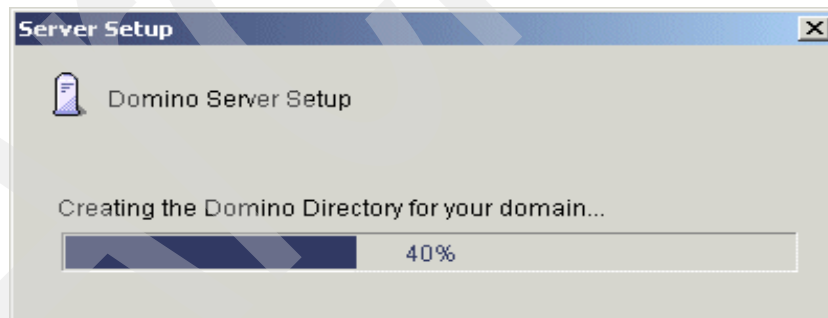 Server Setup
Domino Server Setup
Creating the Domino Directory for your domain...
40%